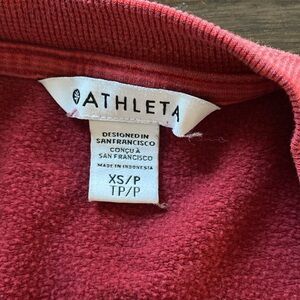 ATHLETA
DESIGNED IN
SAN FRANCISCO
CONÇU À
SAN FRANCISCO
MADE IN INDONESIA
XS/P
TP/P